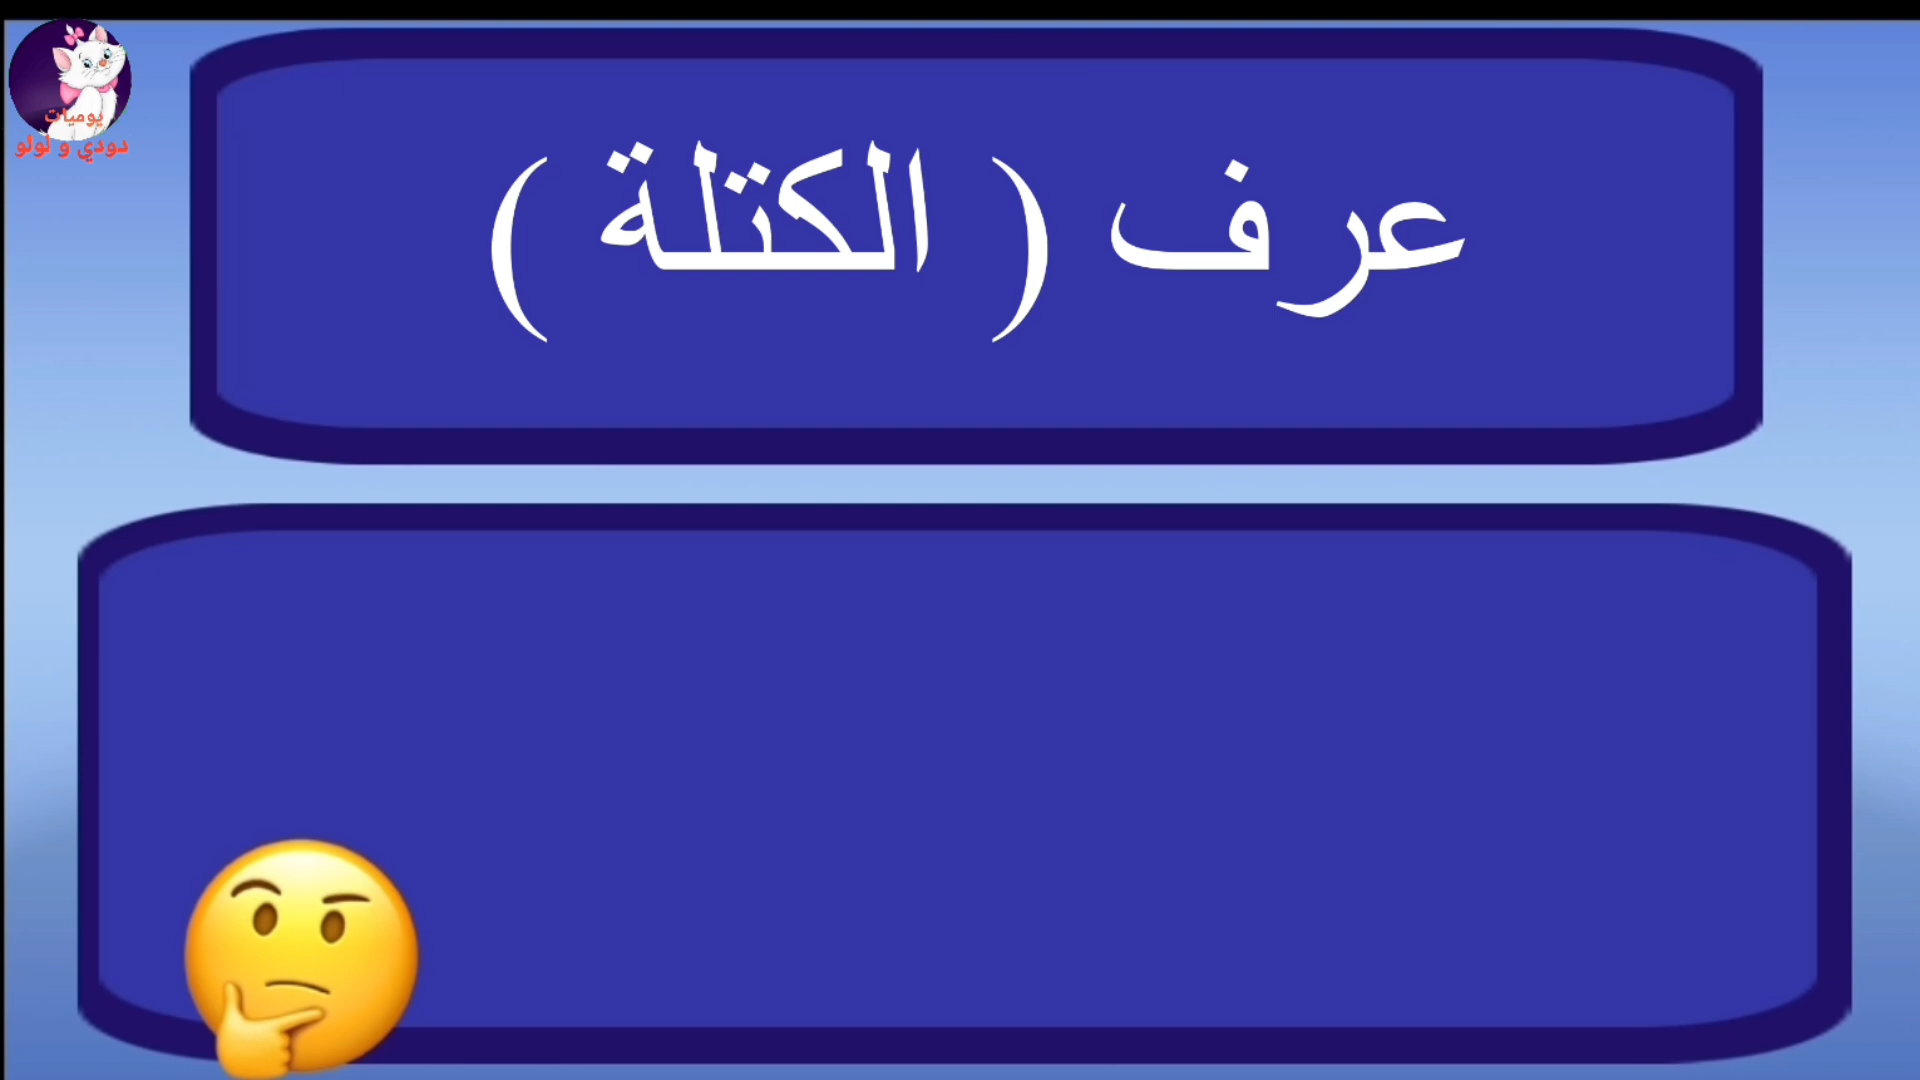 يوميات
دودي و لولو
عرف ( الكتلة )